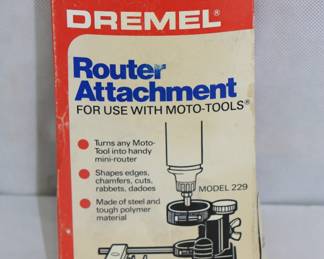 DREMEL®
Router
Attachment
FOR USE WITH MOTO-TOOLS®
Turns any Moto-
Tool into handy
mini-router
Shapes edges,
chamfers, cuts,
rabbets, dadoes
Made of steel and
tough polymer
material
MODEL 229